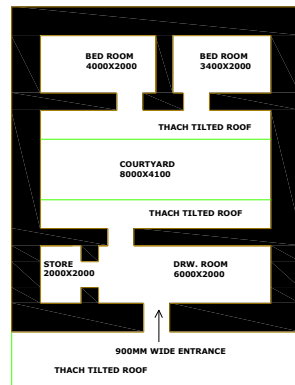 BED ROOM
4000X2000
BED ROOM
3400X2000
THACH TILTED ROOF
COURTYARD
8000X4100
THACH TILTED ROOF
STORE
2000X2000
DRW. ROOM
6000X2000
900MM WIDE ENTRANCE
THACH TILTED ROOF